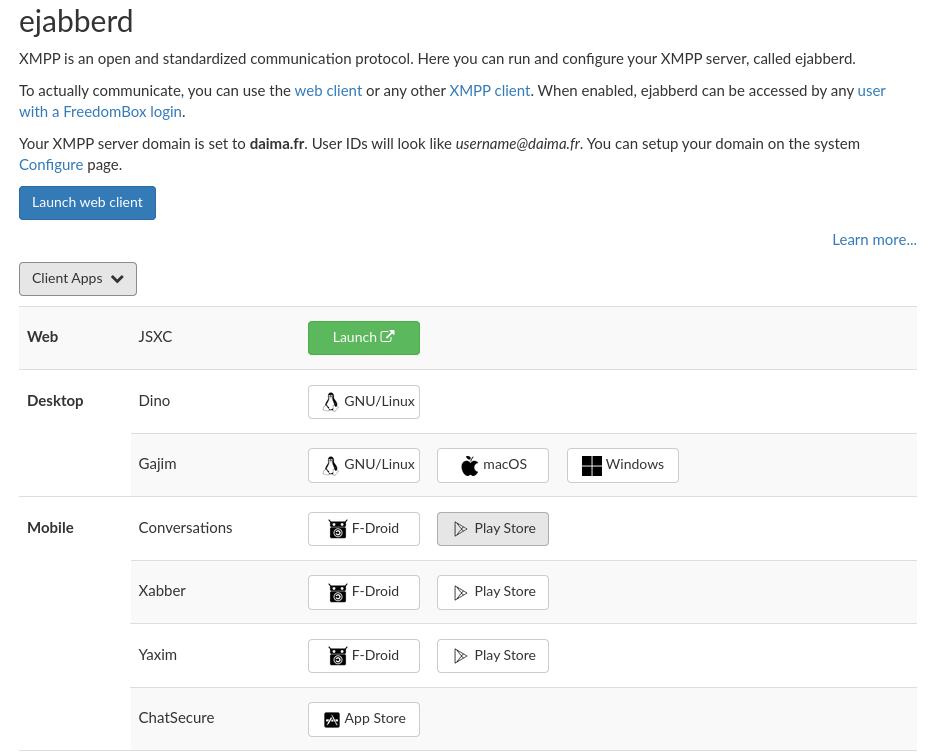 ejabberd
XMPP is an open and standardized communication protocol. Here you can run and configure your XMPP server, called ejabberd.
To actually communicate, you can use the web client or any other XMPP client. When enabled, ejabberd can be accessed by any user
with a FreedomBox login.
Your XMPP server domain is set to daima.fr. User IDs will look like username@daima.fr. You can setup your domain on the system
Configure page.
Launch web client
Learn more...
Client Apps
Web JSXC Launch
Desktop Dino GNU/Linux
Gajim GNU/Linux macOS Windows
Mobile Conversations F-Droid Play Store
Xabber F-Droid Play Store
Yaxim F-Droid Play Store
ChatSecure App Store